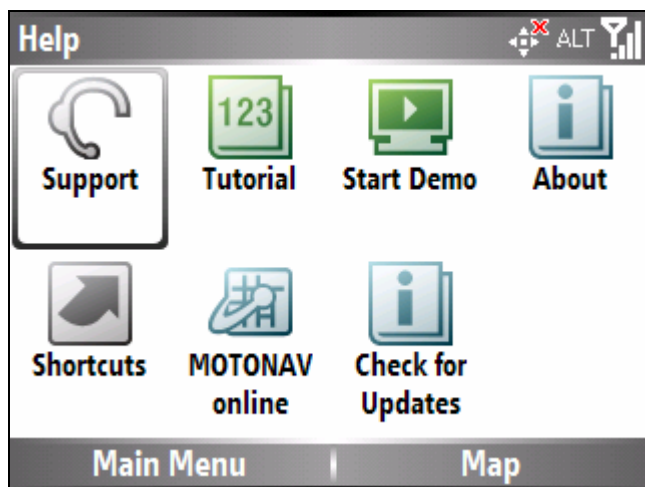 Help ALT
123
Support Tutorial Start Demo About
Shortcuts MOTONAV Check for
online Updates
Main Menu Map